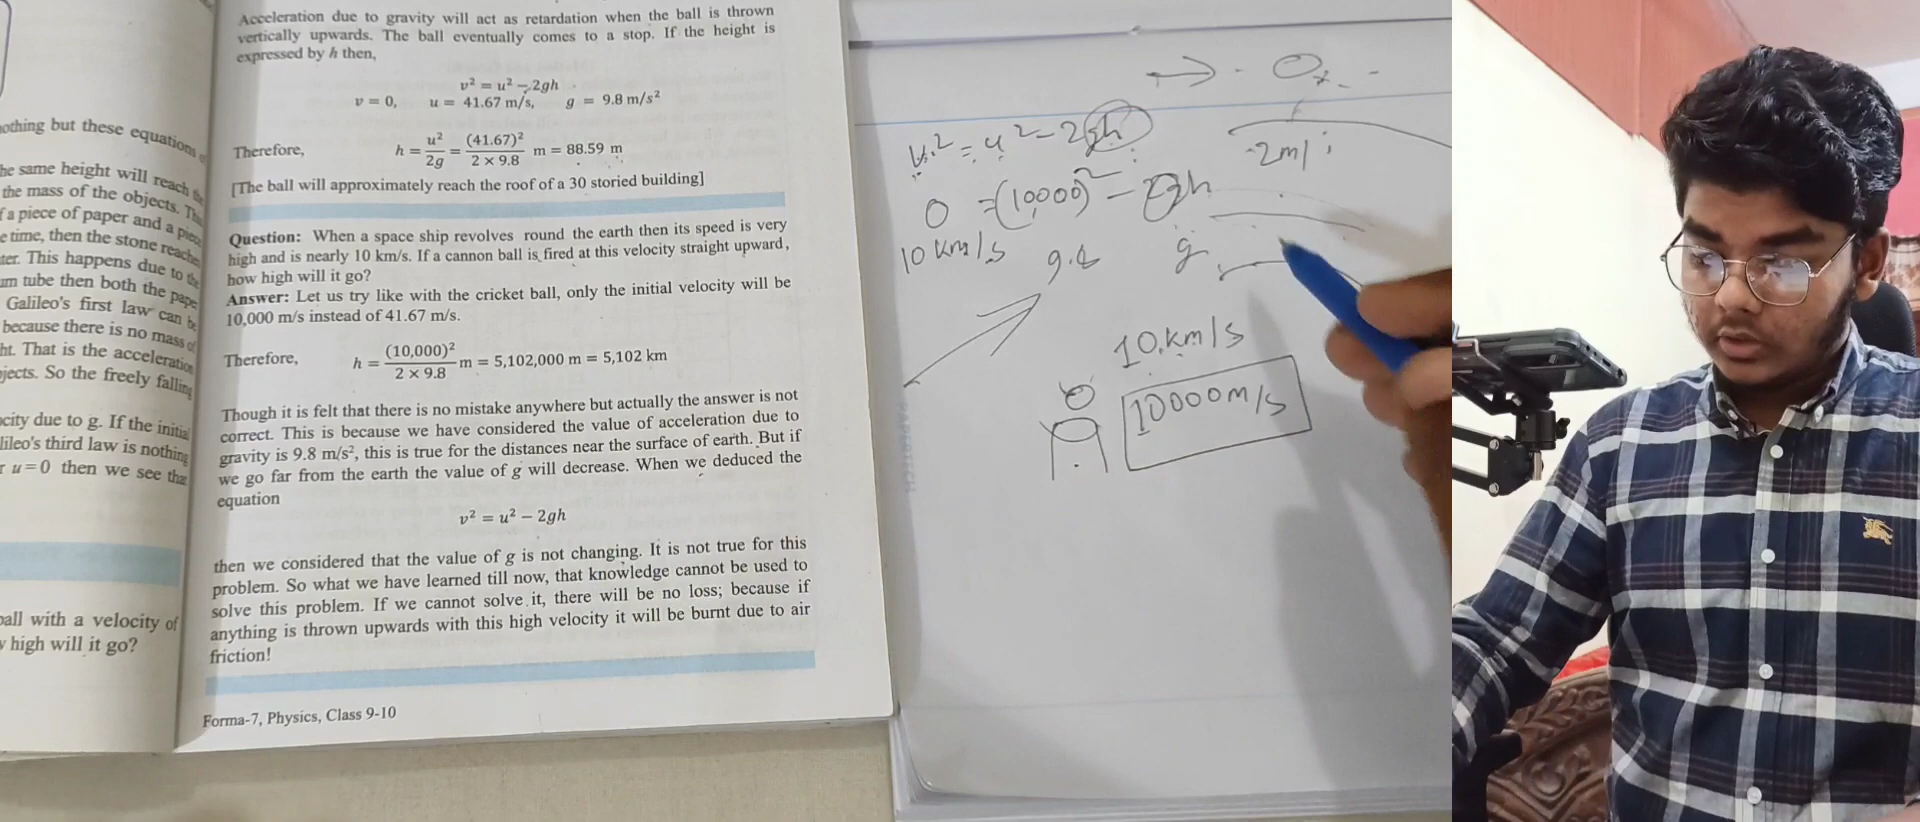 othing but these equations
he same height will reach the
the mass of the objects.
f a piece of paper and a piece
e time, then the stone reaches
ter. This happens due to the
um tube then both the pape
Galileo's first law can be
because there is no mass of
ht. That is the acceleration
jects. So the freely falling
city due to g. If the initia
lileo's third law is nothing
r u=0 then we see that
ball with a velocity of
w high will it go?
Acceleration due to gravity will act as retardation when the ball is thrown
vertically upwards. The ball eventually comes to a stop. If the height is
expressed by h then,
v² = u² – 2gh
v = 0, u = 41.67 m/s, g = 9.8 m/s²
Therefore, h = u²/2g = (41.67)²/2 × 9.8 m = 88.59 m
[The ball will approximately reach the roof of a 30 storied building]
Question: When a space ship revolves round the earth then its speed is very
high and is nearly 10 km/s. If a cannon ball is fired at this velocity straight upward,
how high will it go?
Answer: Let us try like with the cricket ball, only the initial velocity will be
10,000 m/s instead of 41.67 m/s.
Therefore, h = (10,000)²/2 × 9.8 m = 5,102,000 m = 5,102 km
Though it is felt that there is no mistake anywhere but actually the answer is not
correct. This is because we have considered the value of acceleration due to
gravity is 9.8 m/s², this is true for the distances near the surface of earth. But if
we go far from the earth the value of g will decrease. When we deduced the
equation
v² = u² – 2gh
then we considered that the value of g is not changing. It is not true for this
problem. So what we have learned till now, that knowledge cannot be used to
solve this problem. If we cannot solve it, there will be no loss; because if
anything is thrown upwards with this high velocity it will be burnt due to air
friction!
Forma-7, Physics, Class 9-10
v² = u² – 2gh
0 = (10,000)² – 2gh
10 km/s
9.8
g
10 km/s
10000m/s